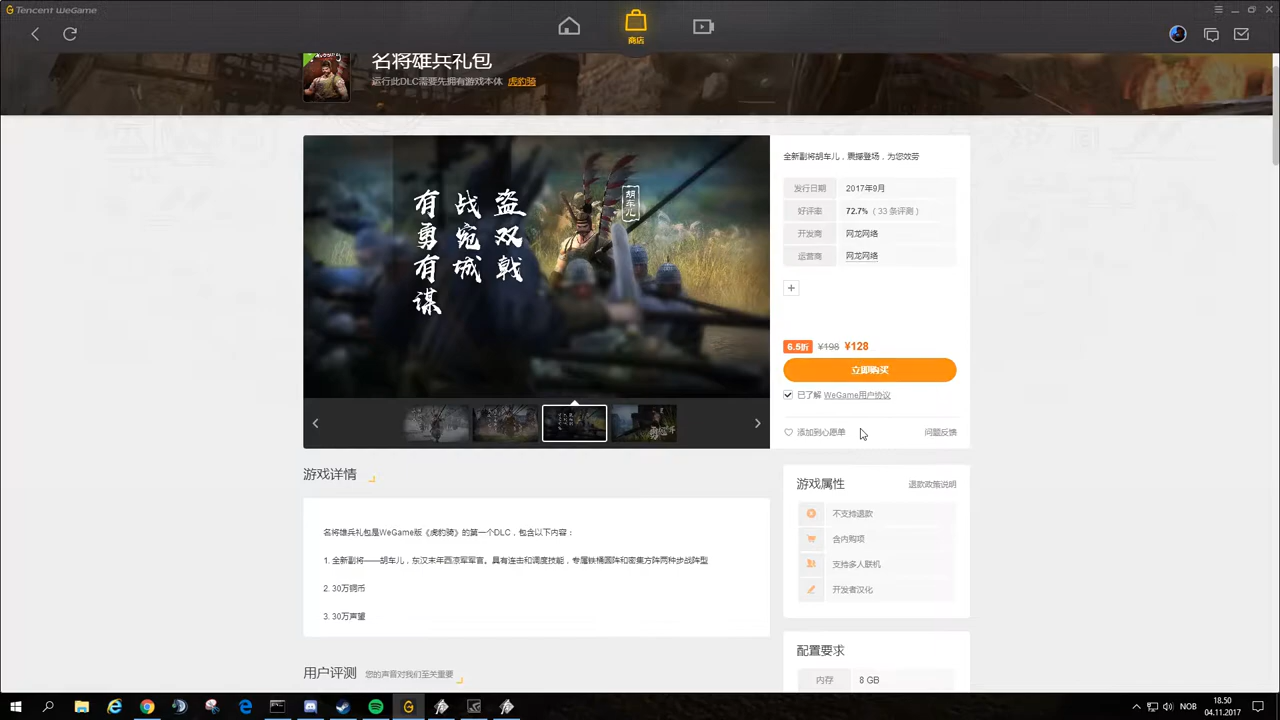 Tencent WeGame
商店
名将雄兵礼包
运行此DLC需要先拥有游戏本体 虎豹骑
盗双戟
战宛城
有勇有谋
胡车儿
全新副将胡车儿，震撼登场，为您效劳
发行日期 2017年9月
好评率 72.7% （ 33 条评测 ）
开发商 网龙网络
运营商 网龙网络
+
6.5折 ¥198 ¥128
立即购买
已了解 WeGame用户协议
添加到心愿单 问题反馈
游戏详情
名将雄兵礼包是WeGame版《虎豹骑》的第一个DLC，包含以下内容：
1. 全新副将——胡车儿，东汉末年西凉军军官。具有连击和调度技能，专属铁桶圆阵和密集方阵两种步战阵型
2. 30万铜币
3. 30万声望
用户评测 您的声音对我们至关重要
游戏属性 退款政策说明
不支持退款
含内购项
支持多人联机
开发者汉化
配置要求
内存 8 GB
NOB
18.50
04.11.2017